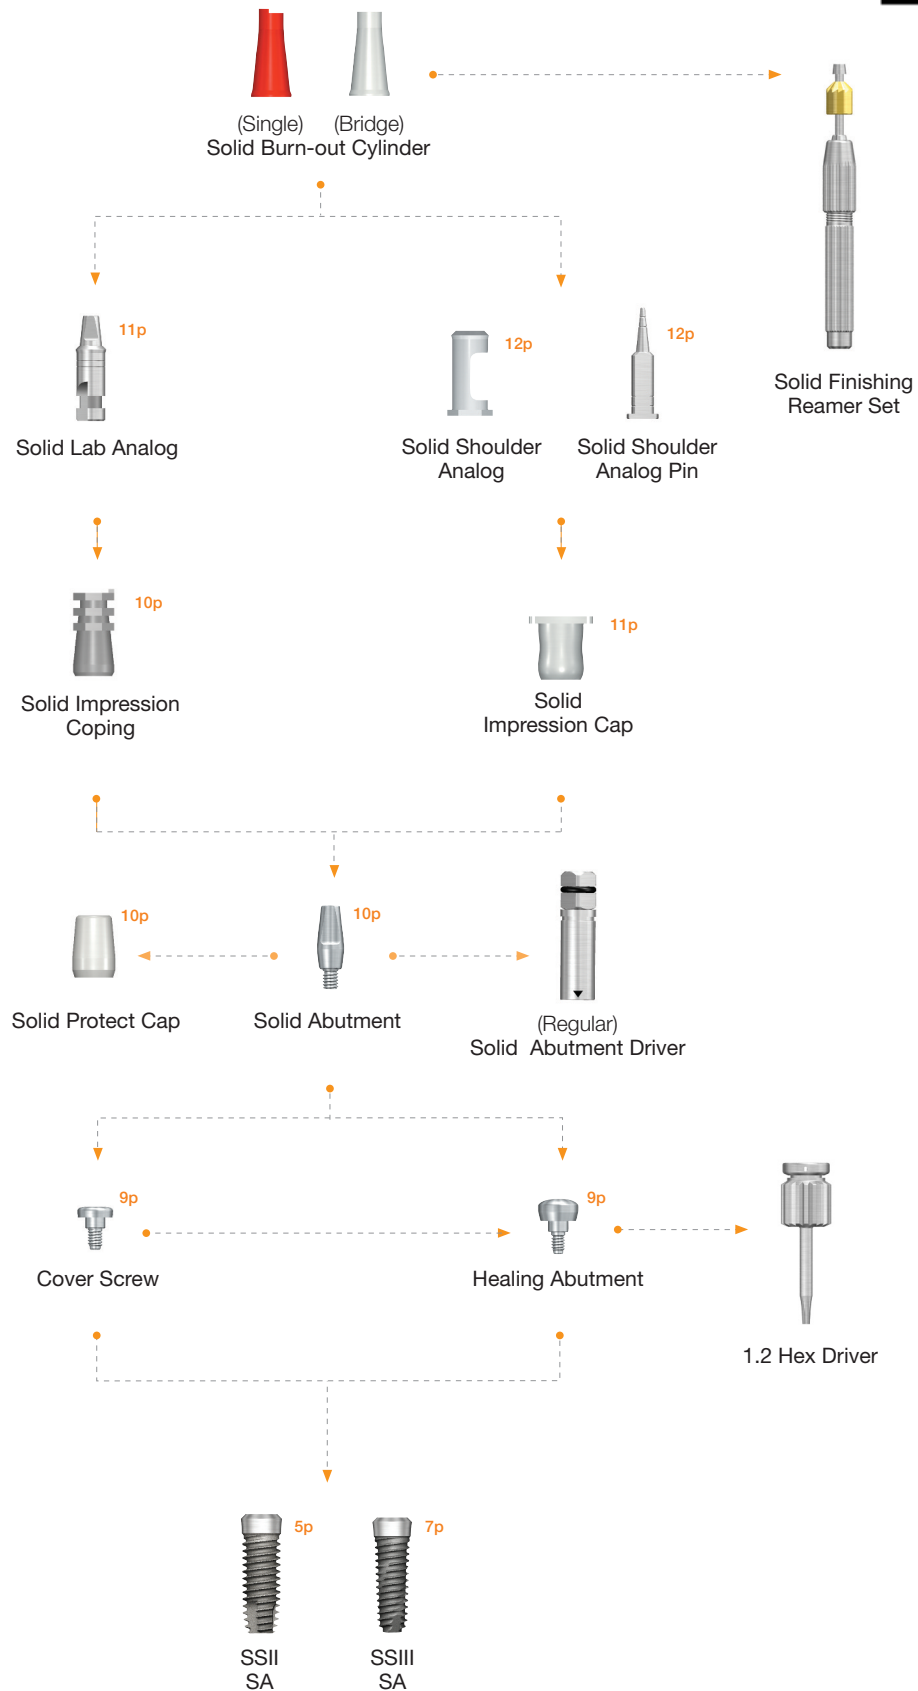 (Single) (Bridge)
Solid Burn-out Cylinder
11p
12p
12p
Solid Finishing
Reamer Set
Solid Lab Analog
Solid Shoulder
Analog
Solid Shoulder
Analog Pin
10p
11p
Solid Impression
Coping
Solid
Impression Cap
10p
10p
Solid Protect Cap
Solid Abutment
(Regular)
Solid Abutment Driver
9p
9p
Cover Screw
Healing Abutment
1.2 Hex Driver
5p
7p
SSII
SA
SSIII
SA